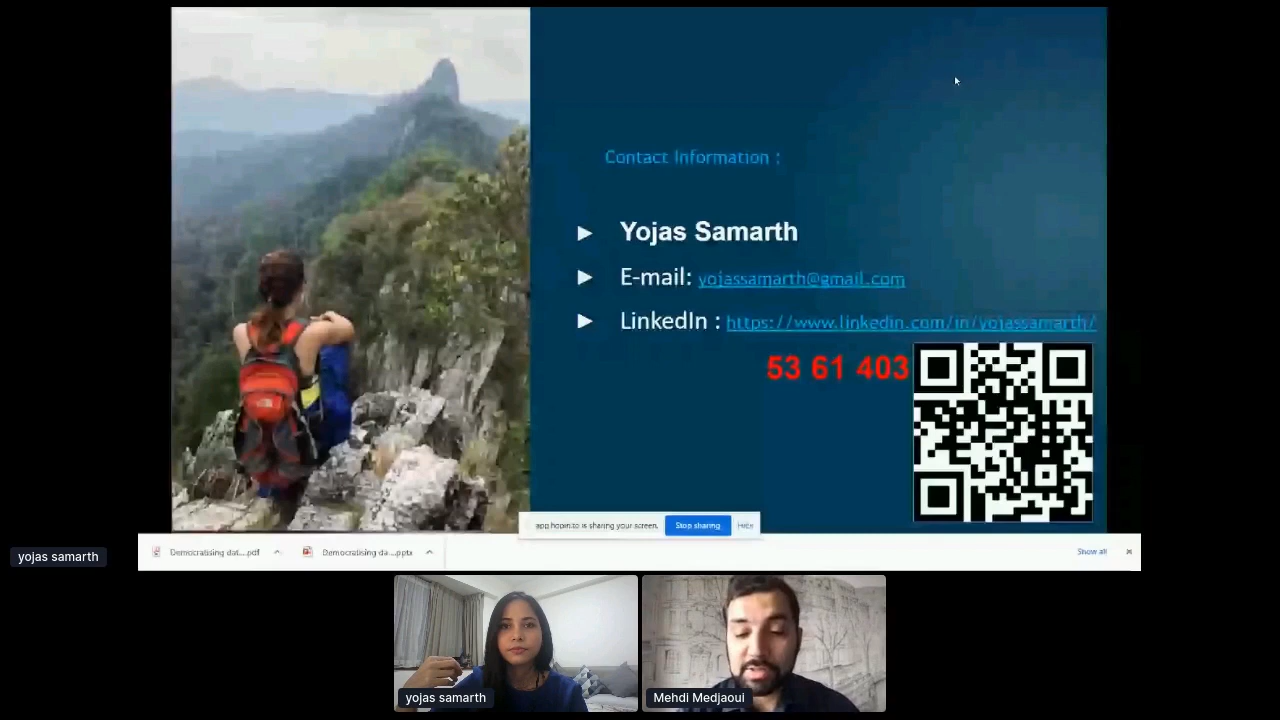 Contact Information :
► Yojas Samarth
► E-mail: yojassamarth@gmail.com
► LinkedIn : https://www.linkedin.com/in/yojassamarth/
53 61 403
app.hopin.to is sharing your screen.
Stop sharing
Hide
yojas samarth
Democratising dat....pdf
Democratising da....pptx
Show all
yojas samarth
Mehdi Medjaoui